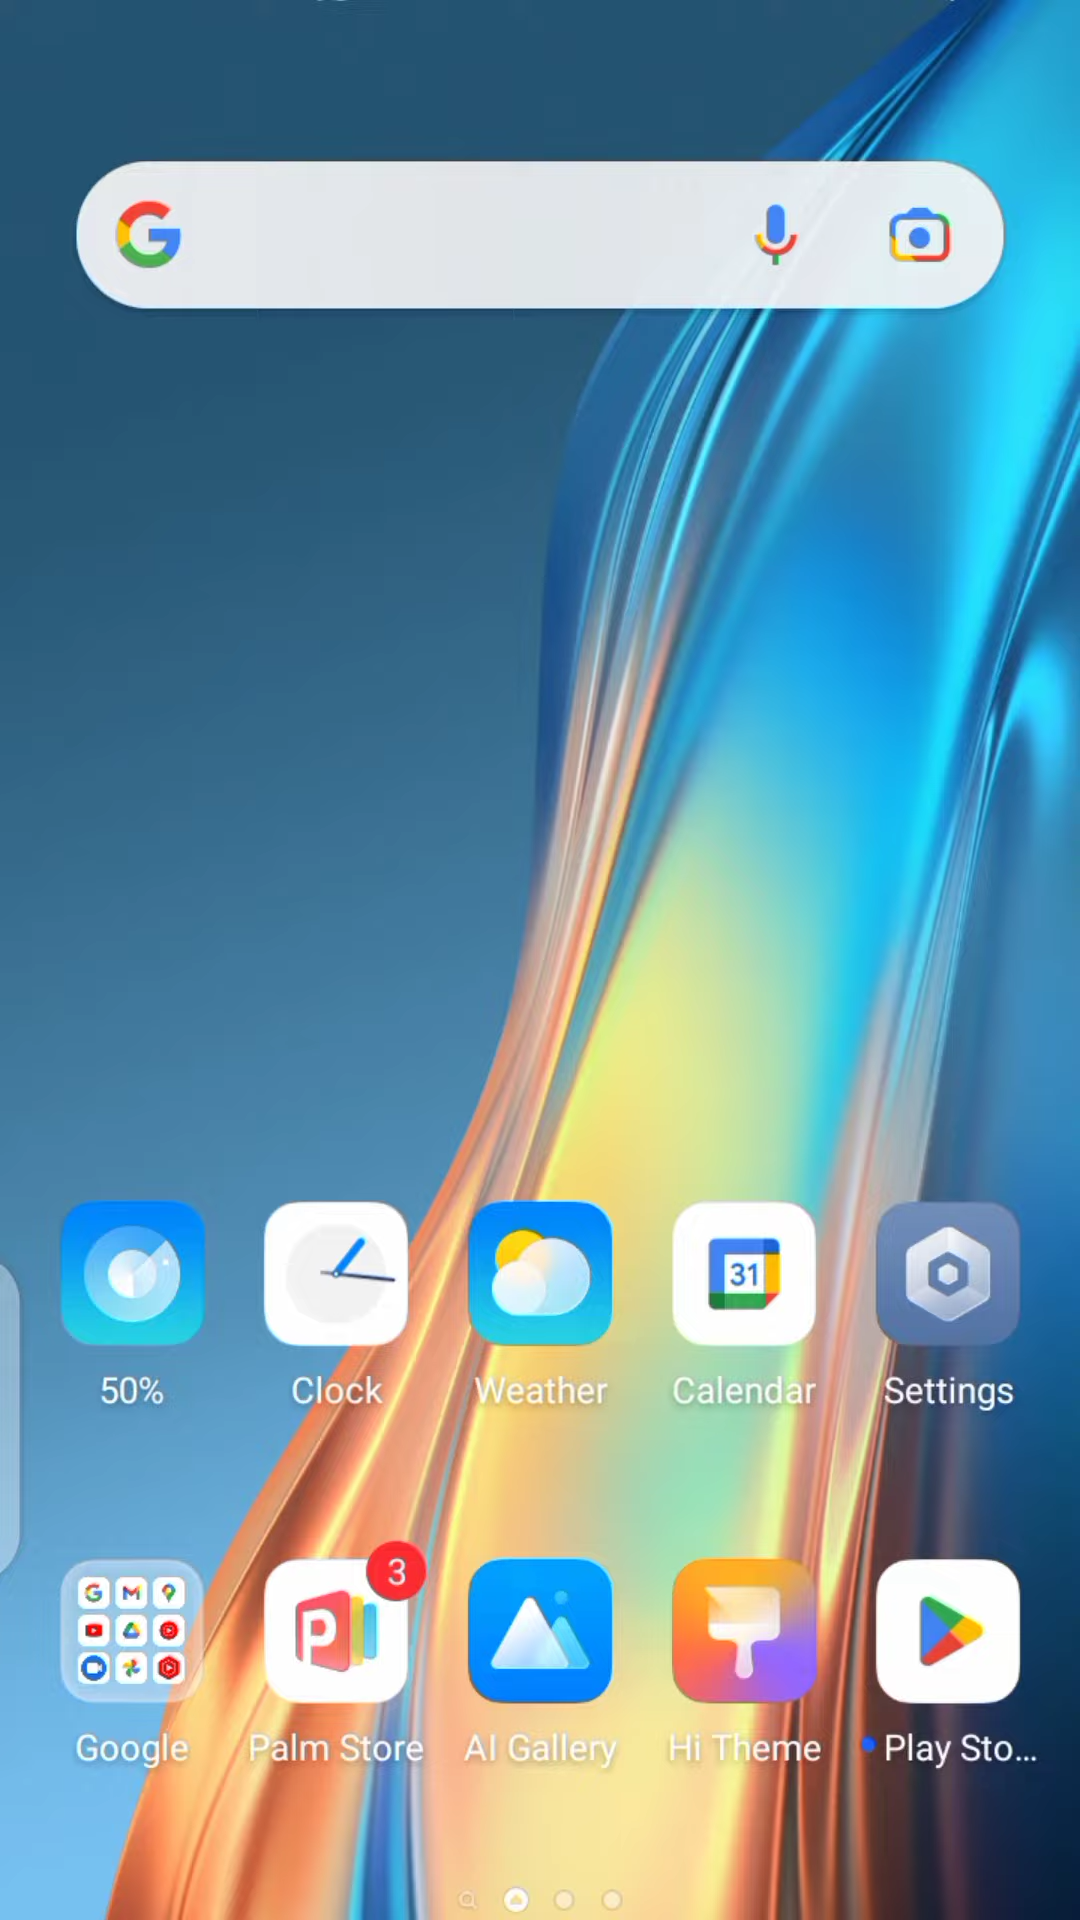 31
50%
Clock
Weather
Calendar
Settings
3
Google
Palm Store
AI Gallery
Hi Theme
Play Sto...